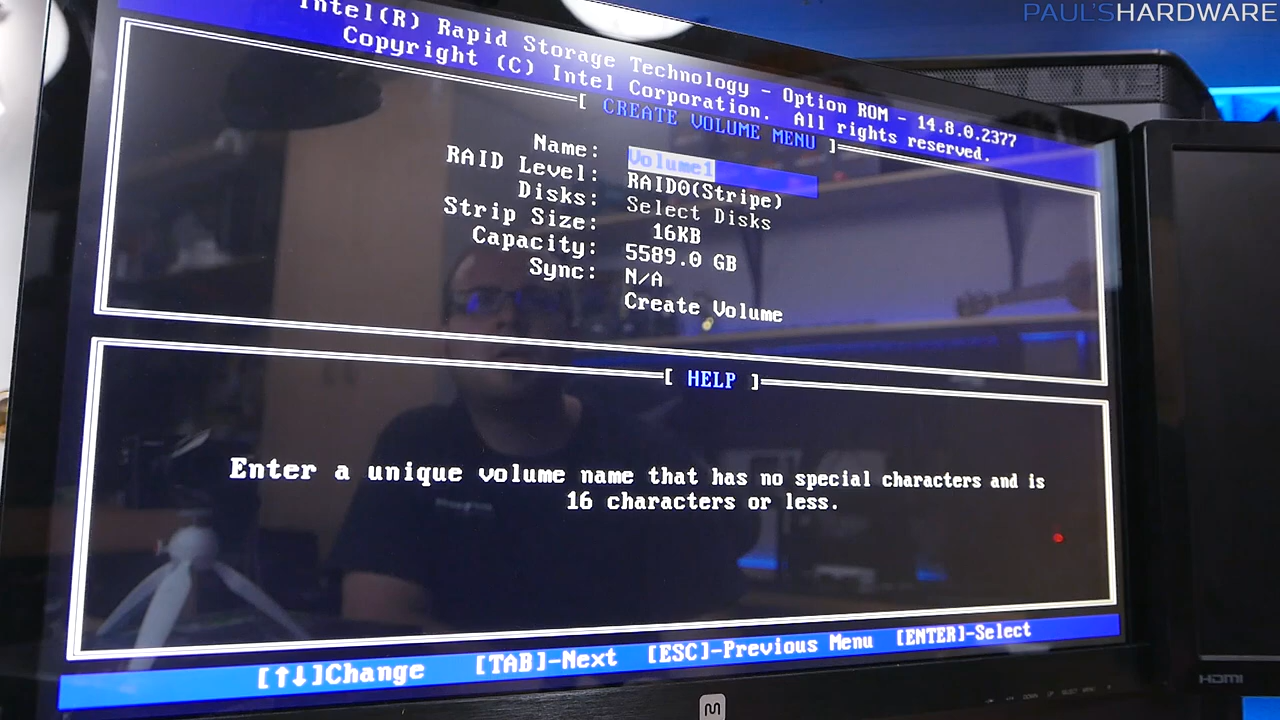 PAUL'SHARDWARE
Intel(R) Rapid Storage Technology - Option ROM - 14.8.0.2377
Copyright (C) Intel Corporation. All rights reserved.
[ CREATE VOLUME MENU ]
Name: Volume1
RAID Level: RAID0(Stripe)
Disks: Select Disks
Strip Size: 16KB
Capacity: 5589.0 GB
Sync: N/A
Create Volume
[ HELP ]
Enter a unique volume name that has no special characters and is
16 characters or less.
[↑↓]Change [TAB]-Next [ESC]-Previous Menu [ENTER]-Select
HDMI